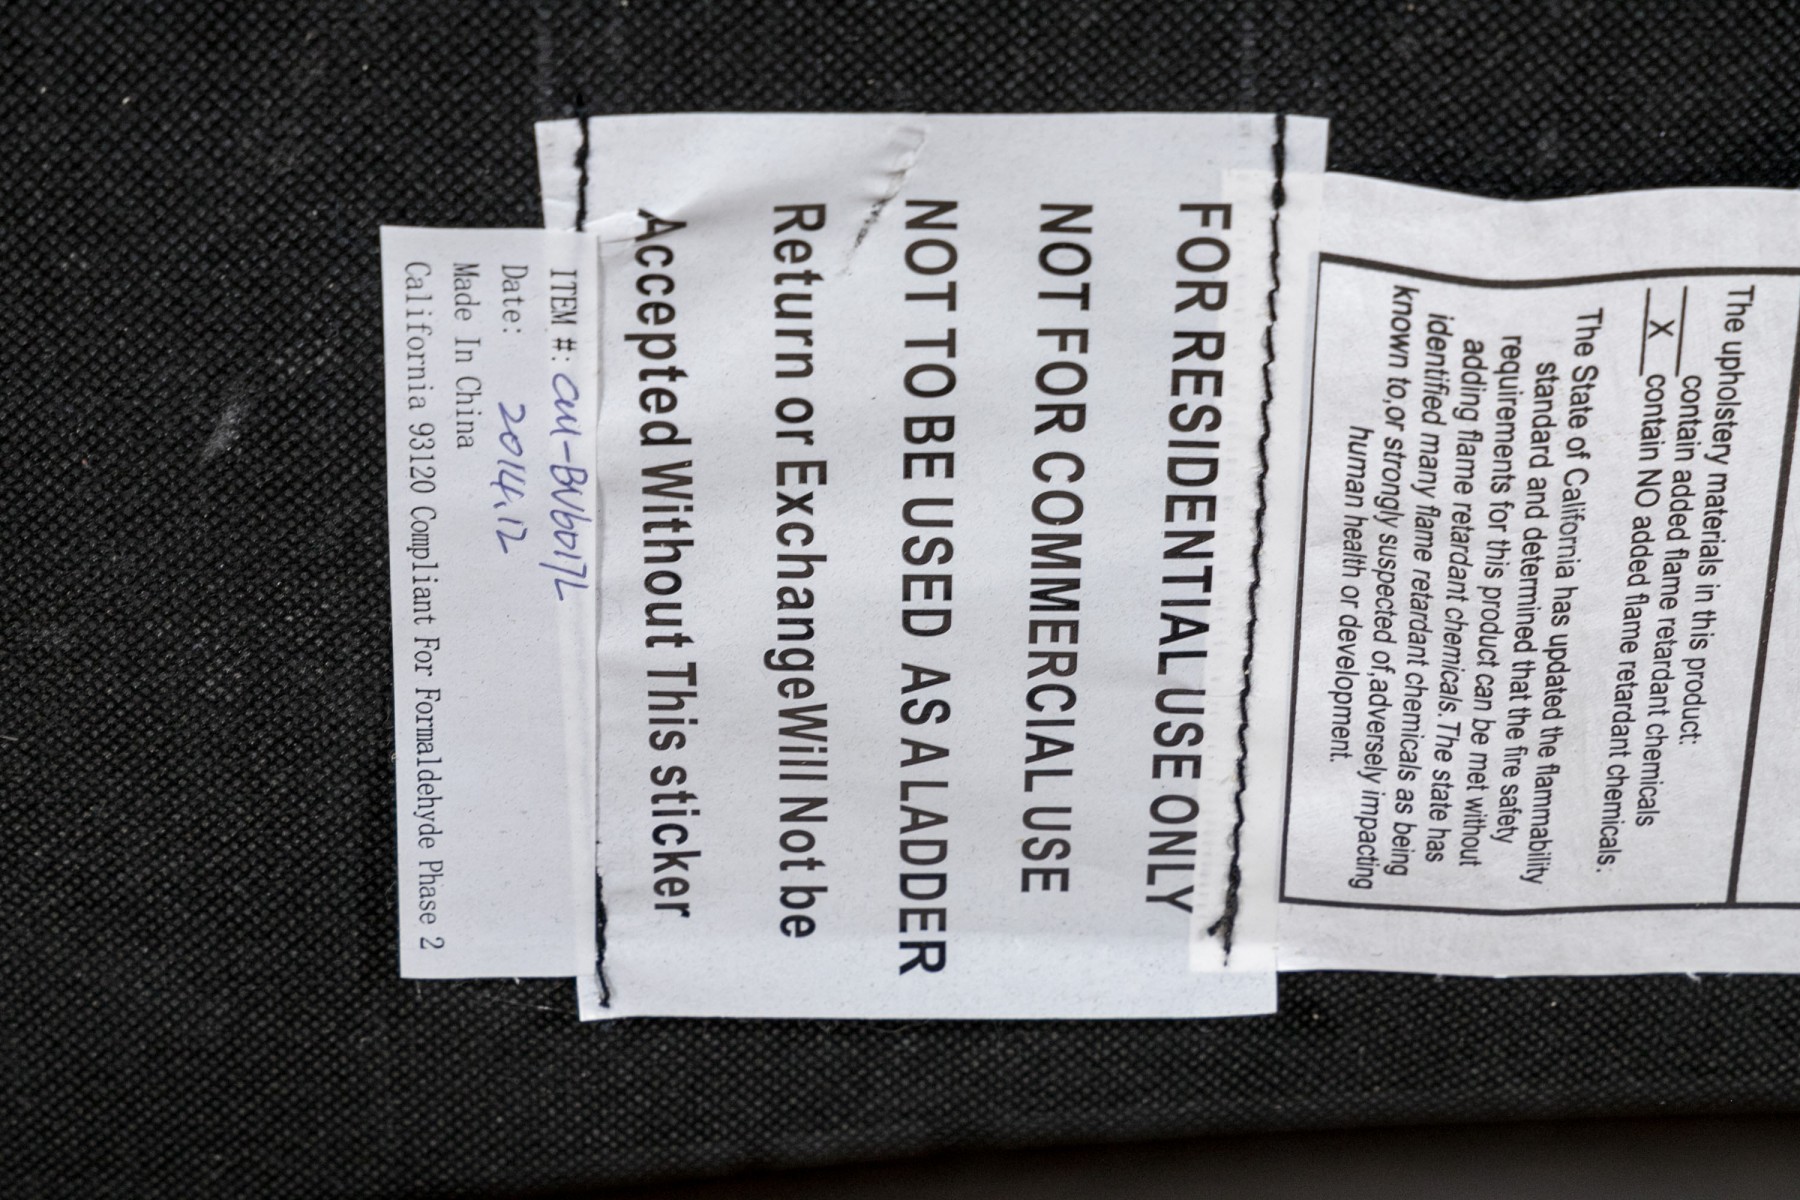 The upholstery materials in this product:
_____contain added flame retardant chemicals
__X__contain NO added flame retardant chemicals
The State of California has updated the flammability
standard and determined that the fire safety
requirements for this product can be met without
adding flame retardant chemicals.The state has
identified many flame retardant chemicals as being
known to,or strongly suspected of,adversely impacting
human health or development.
FOR RESIDENTIAL USE ONLY
NOT FOR COMMERCIAL USE
NOT TO BE USED AS A LADDER
Return or ExchangeWill Not be
Accepted Without This sticker
ITEM #:
Date: 2014.12
Made In China
California 93120 Compliant For Formaldehyde Phase 2